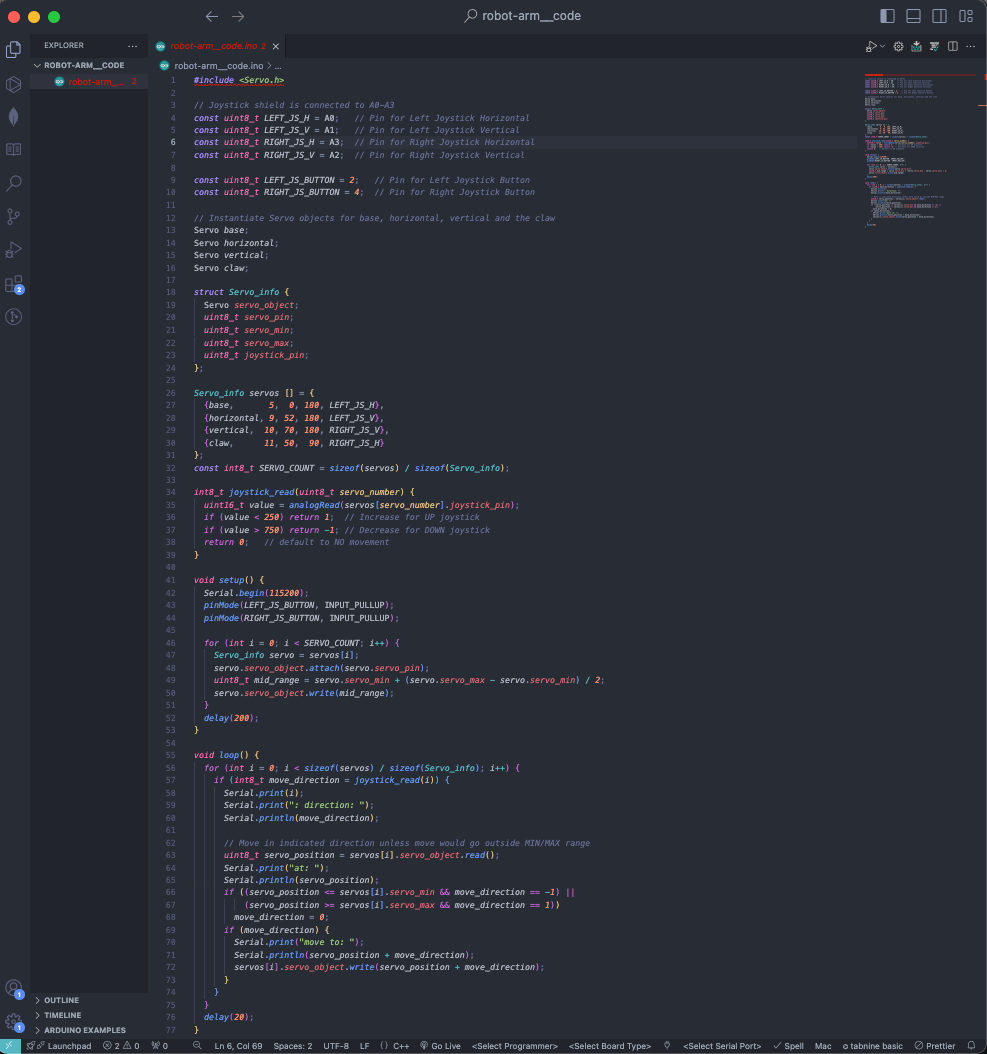 robot-arm__code
EXPLORER
ROBOT-ARM__CODE
robot-arm__... 2
robot-arm__code.ino 2
robot-arm__code.ino > ...
1 #include <Servo.h>
2
3 // Joystick shield is connected to A0-A3
4 const uint8_t LEFT_JS_H = A0;   // Pin for Left Joystick Horizontal
5 const uint8_t LEFT_JS_V = A1;   // Pin for Left Joystick Vertical
6 const uint8_t RIGHT_JS_H = A3;  // Pin for Right Joystick Horizontal
7 const uint8_t RIGHT_JS_V = A2;  // Pin for Right Joystick Vertical
8
9 const uint8_t LEFT_JS_BUTTON = 2;   // Pin for Left Joystick Button
10 const uint8_t RIGHT_JS_BUTTON = 4;  // Pin for Right Joystick Button
11
12 // Instantiate Servo objects for base, horizontal, vertical and the claw
13 Servo base;
14 Servo horizontal;
15 Servo vertical;
16 Servo claw;
17
18 struct Servo_info {
19   Servo servo_object;
20   uint8_t servo_pin;
21   uint8_t servo_min;
22   uint8_t servo_max;
23   uint8_t joystick_pin;
24 };
25
26 Servo_info servos [] = {
27   {base,       5,  0, 180, LEFT_JS_H},
28   {horizontal, 9, 52, 180, LEFT_JS_V},
29   {vertical,  10, 70, 180, RIGHT_JS_V},
30   {claw,      11, 50,  90, RIGHT_JS_H}
31 };
32 const int8_t SERVO_COUNT = sizeof(servos) / sizeof(Servo_info);
33
34 int8_t joystick_read(uint8_t servo_number) {
35   uint16_t value = analogRead(servos[servo_number].joystick_pin);
36   if (value < 250) return 1;  // Increase for UP joystick
37   if (value > 750) return -1; // Decrease for DOWN joystick
38   return 0;   // default to NO movement
39 }
40
41 void setup() {
42   Serial.begin(115200);
43   pinMode(LEFT_JS_BUTTON, INPUT_PULLUP);
44   pinMode(RIGHT_JS_BUTTON, INPUT_PULLUP);
45
46   for (int i = 0; i < SERVO_COUNT; i++) {
47     Servo_info servo = servos[i];
48     servo.servo_object.attach(servo.servo_pin);
49     uint8_t mid_range = servo.servo_min + (servo.servo_max - servo.servo_min) / 2;
50     servo.servo_object.write(mid_range);
51   }
52   delay(200);
53 }
54
55 void loop() {
56   for (int i = 0; i < sizeof(servos) / sizeof(Servo_info); i++) {
57     if (int8_t move_direction = joystick_read(i)) {
58       Serial.print(i);
59       Serial.print(": direction: ");
60       Serial.println(move_direction);
61
62       // Move in indicated direction unless move would go outside MIN/MAX range
63       uint8_t servo_position = servos[i].servo_object.read();
64       Serial.print("at: ");
65       Serial.println(servo_position);
66       if ((servo_position <= servos[i].servo_min && move_direction == -1) ||
67           (servo_position >= servos[i].servo_max && move_direction == 1))
68         move_direction = 0;
69       if (move_direction) {
70         Serial.print("move to: ");
71         Serial.println(servo_position + move_direction);
72         servos[i].servo_object.write(servo_position + move_direction);
73       }
74     }
75   }
76   delay(20);
77 }
2
1
1
OUTLINE
TIMELINE
ARDUINO EXAMPLES
Launchpad 2 0 0 Ln 6, Col 69 Spaces: 2 UTF-8 LF {} C++ Go Live <Select Programmer> <Select Board Type> <Select Serial Port> Spell Mac tabnine basic Prettier